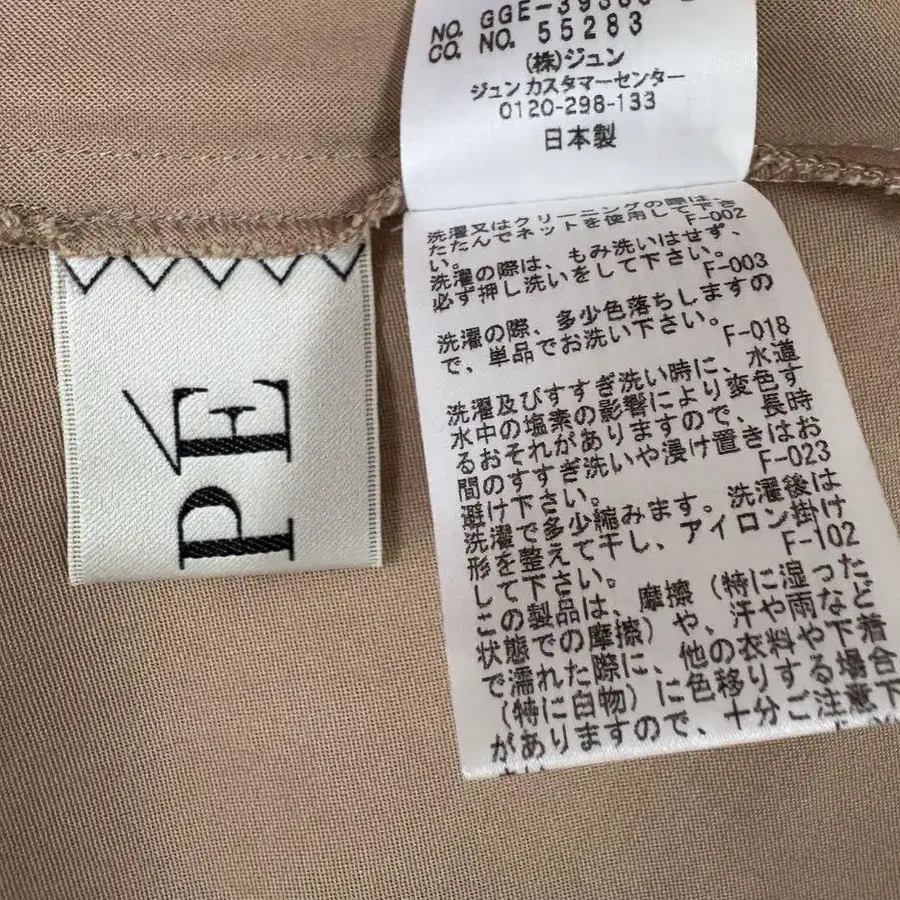 NO. GGE-
CO. NO. 55283
(株)ジュン
ジュン カスタマーセンター
0120-298-133
日本製
洗濯又はクリーニングの際は
たたんでネットを使用して下さ
い。 F-002
洗濯の際は、もみ洗いはせず、
必ず押し洗いをして下さい。
F-003
洗濯の際、多少色落ちしますの
で、単品でお洗い下さい。
F-018
洗濯及びすすぎ洗い時に、水道
水中の塩素の影響により変色す
るおそれがありますので、長時
間のすすぎ洗いや浸け置きはお
避け下さい。 F-023
洗濯で多少縮みます。洗濯後は
形を整えて干し、アイロン掛け
して下さい。 F-102
この製品は、摩擦（特に湿った
状態での摩擦）や、汗や雨など
で濡れた際に、他の衣料や下着
（特に白物）に色移りする場合
がありますので、十分ご注意下
PÉ